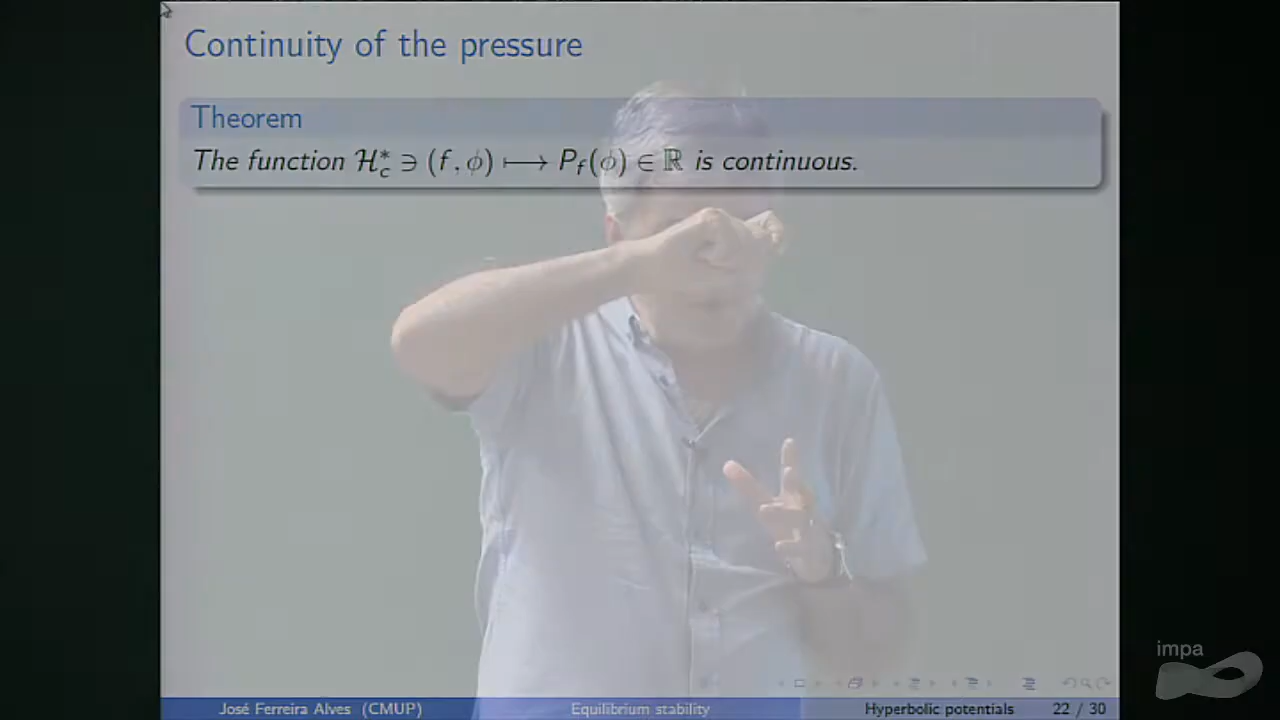 Continuity of the pressure
Theorem
The function $\mathcal{H}_c^* \ni (f, \phi) \longmapsto P_f(\phi) \in \mathbb{R}$ is continuous.
impa
José Ferreira Alves (CMUP) Equilibrium stability Hyperbolic potentials 22 / 30